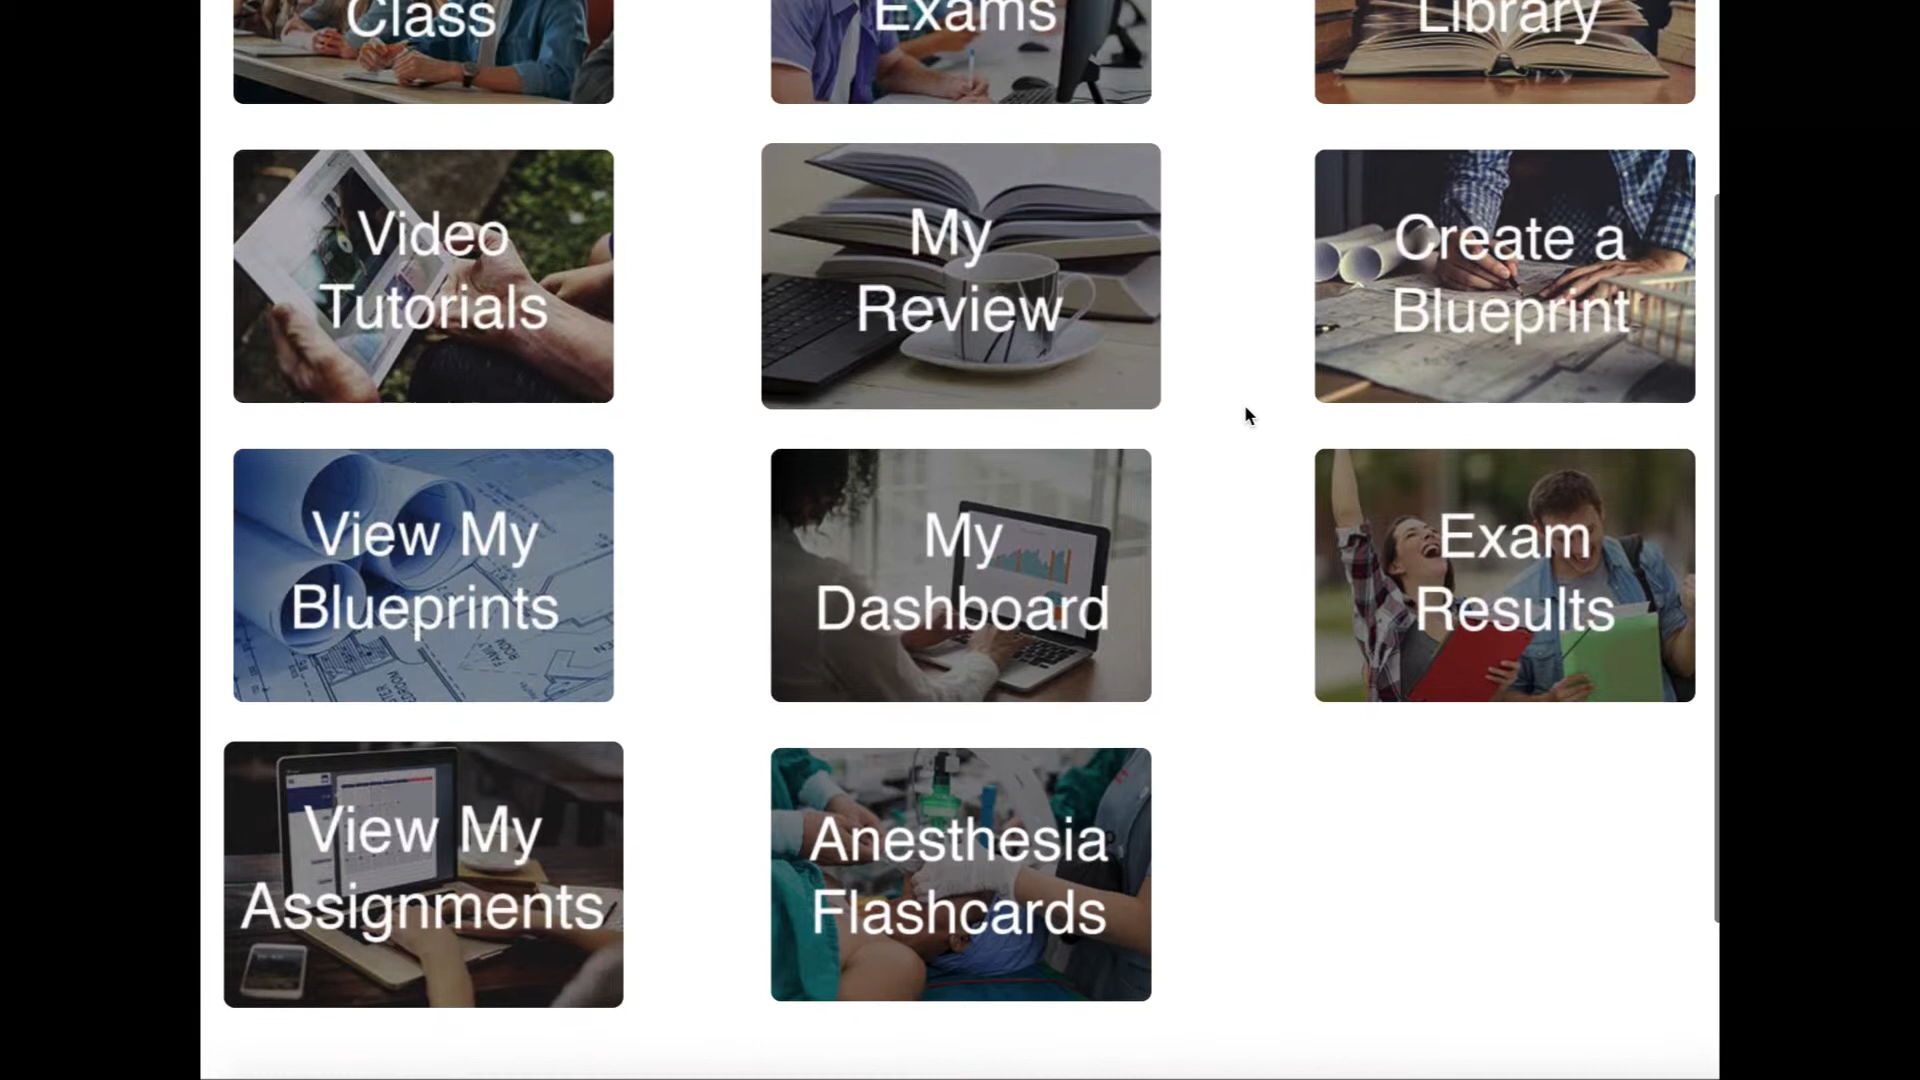 Class
Exams
Library
Video
Tutorials
My
Review
Create a
Blueprint
View My
Blueprints
My
Dashboard
Exam
Results
View My
Assignments
Anesthesia
Flashcards